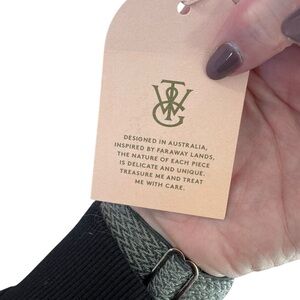 DESIGNED IN AUSTRALIA,
INSPIRED BY FARAWAY LANDS,
THE NATURE OF EACH PIECE
IS DELICATE AND UNIQUE.
TREASURE ME AND TREAT
ME WITH CARE.